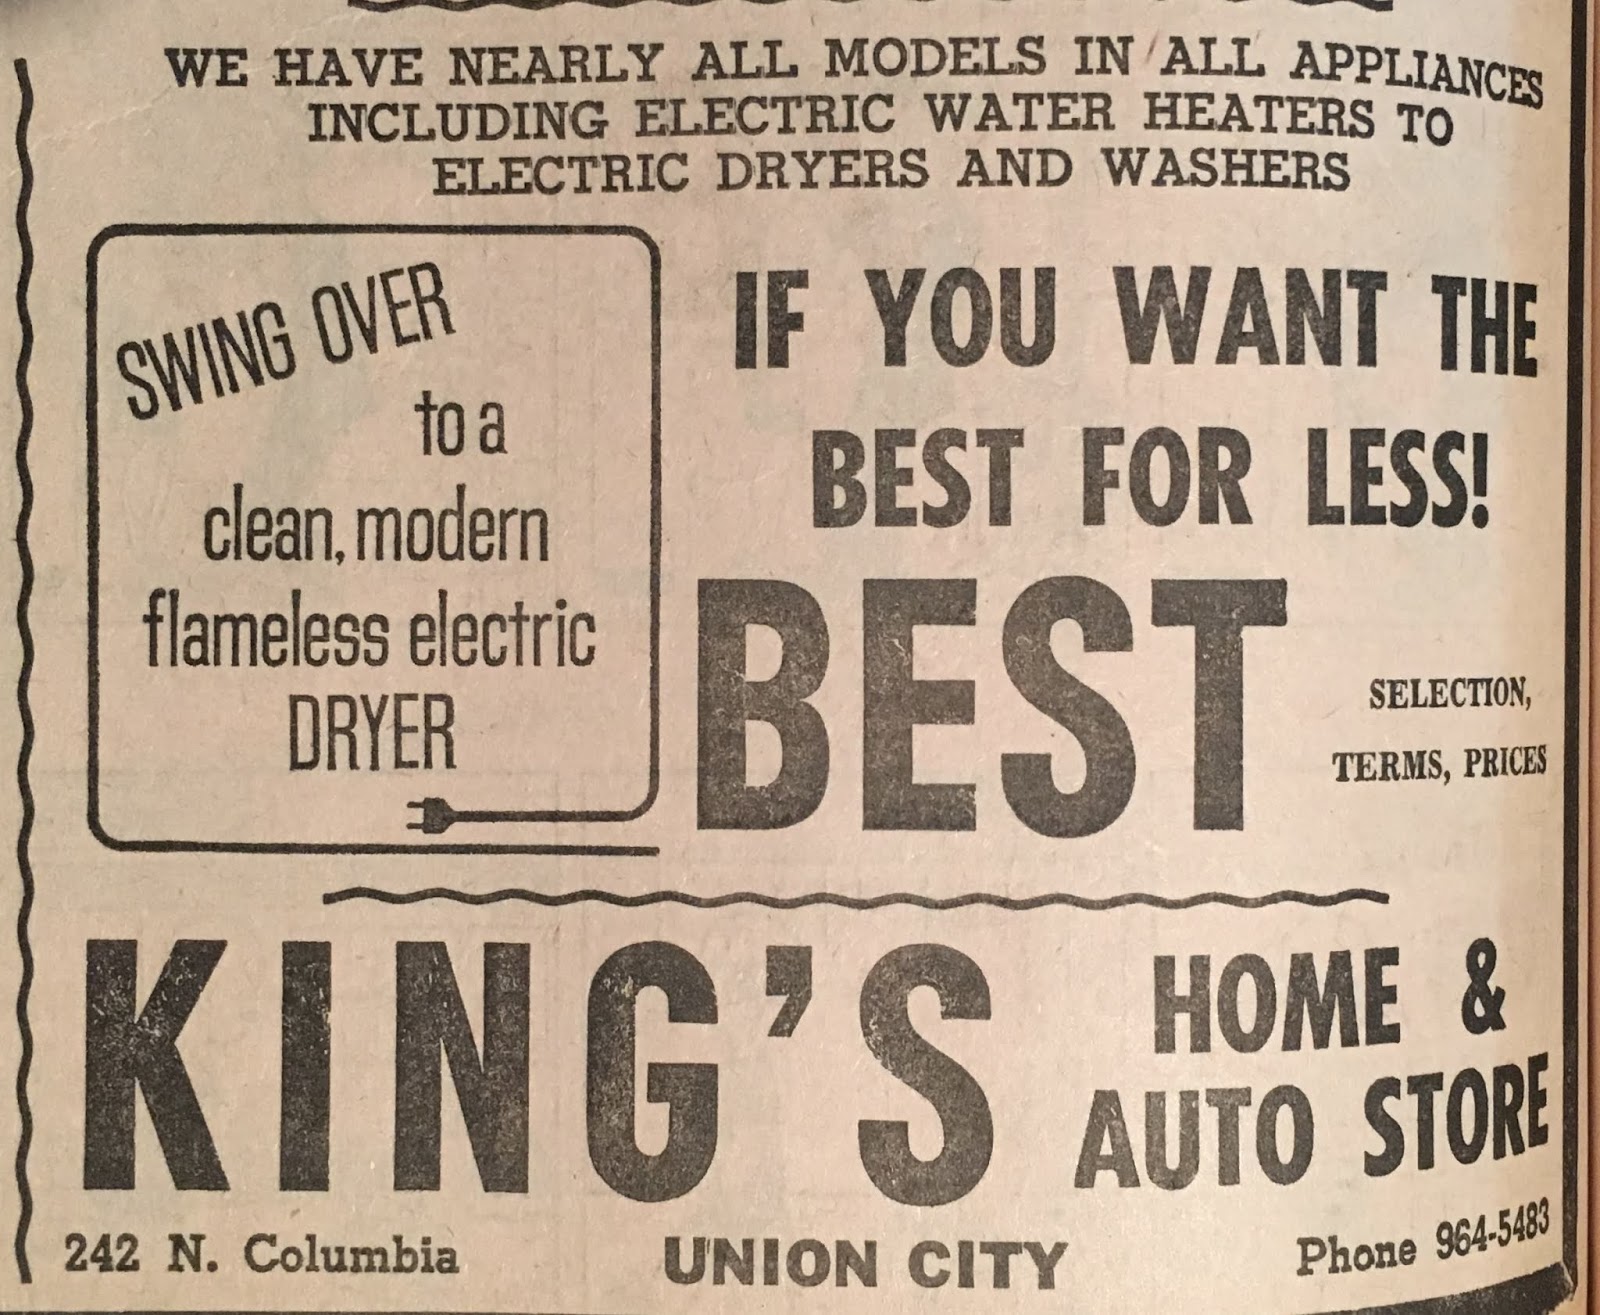 WE HAVE NEARLY ALL MODELS IN ALL APPLIANCES
INCLUDING ELECTRIC WATER HEATERS TO
ELECTRIC DRYERS AND WASHERS
SWING OVER
to a
clean, modern
flameless electric
DRYER
IF YOU WANT THE
BEST FOR LESS!
BEST
SELECTION,
TERMS, PRICES
KING'S
HOME &
AUTO STORE
242 N. Columbia
UNION CITY
Phone 964-5483